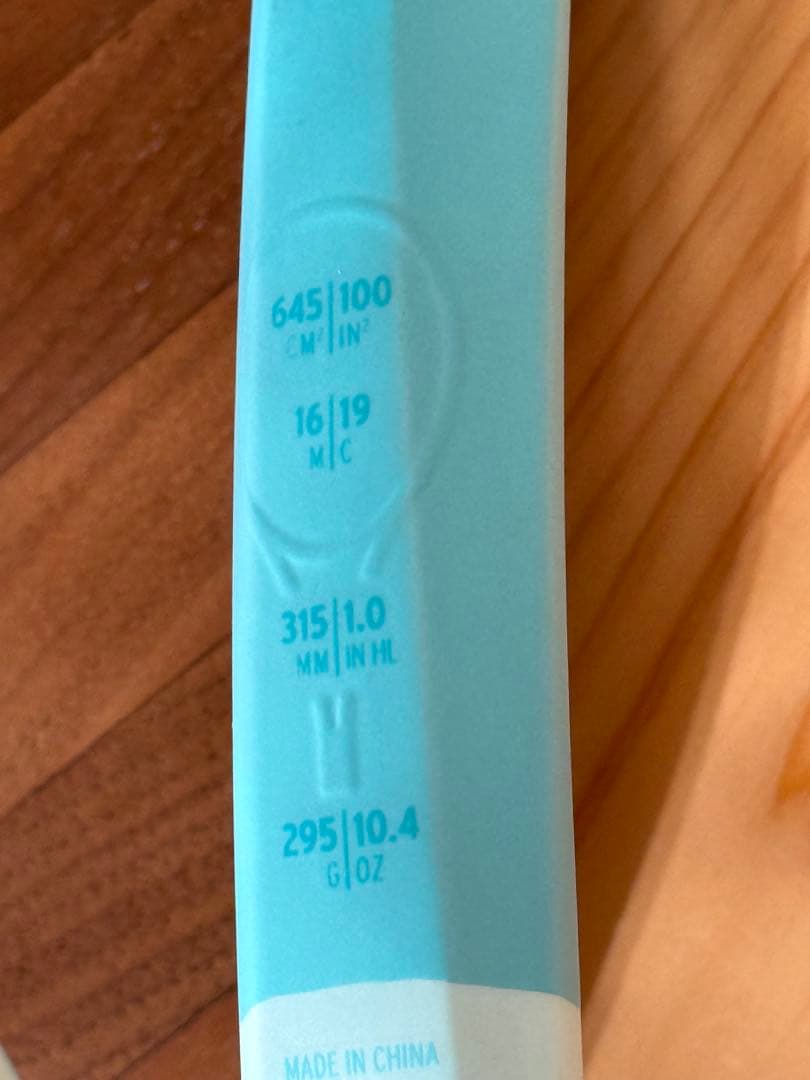 645|100
CM²|IN²
16|19
M|C
315|1.0
MM|IN HL
295|10.4
G|OZ
MADE IN CHINA